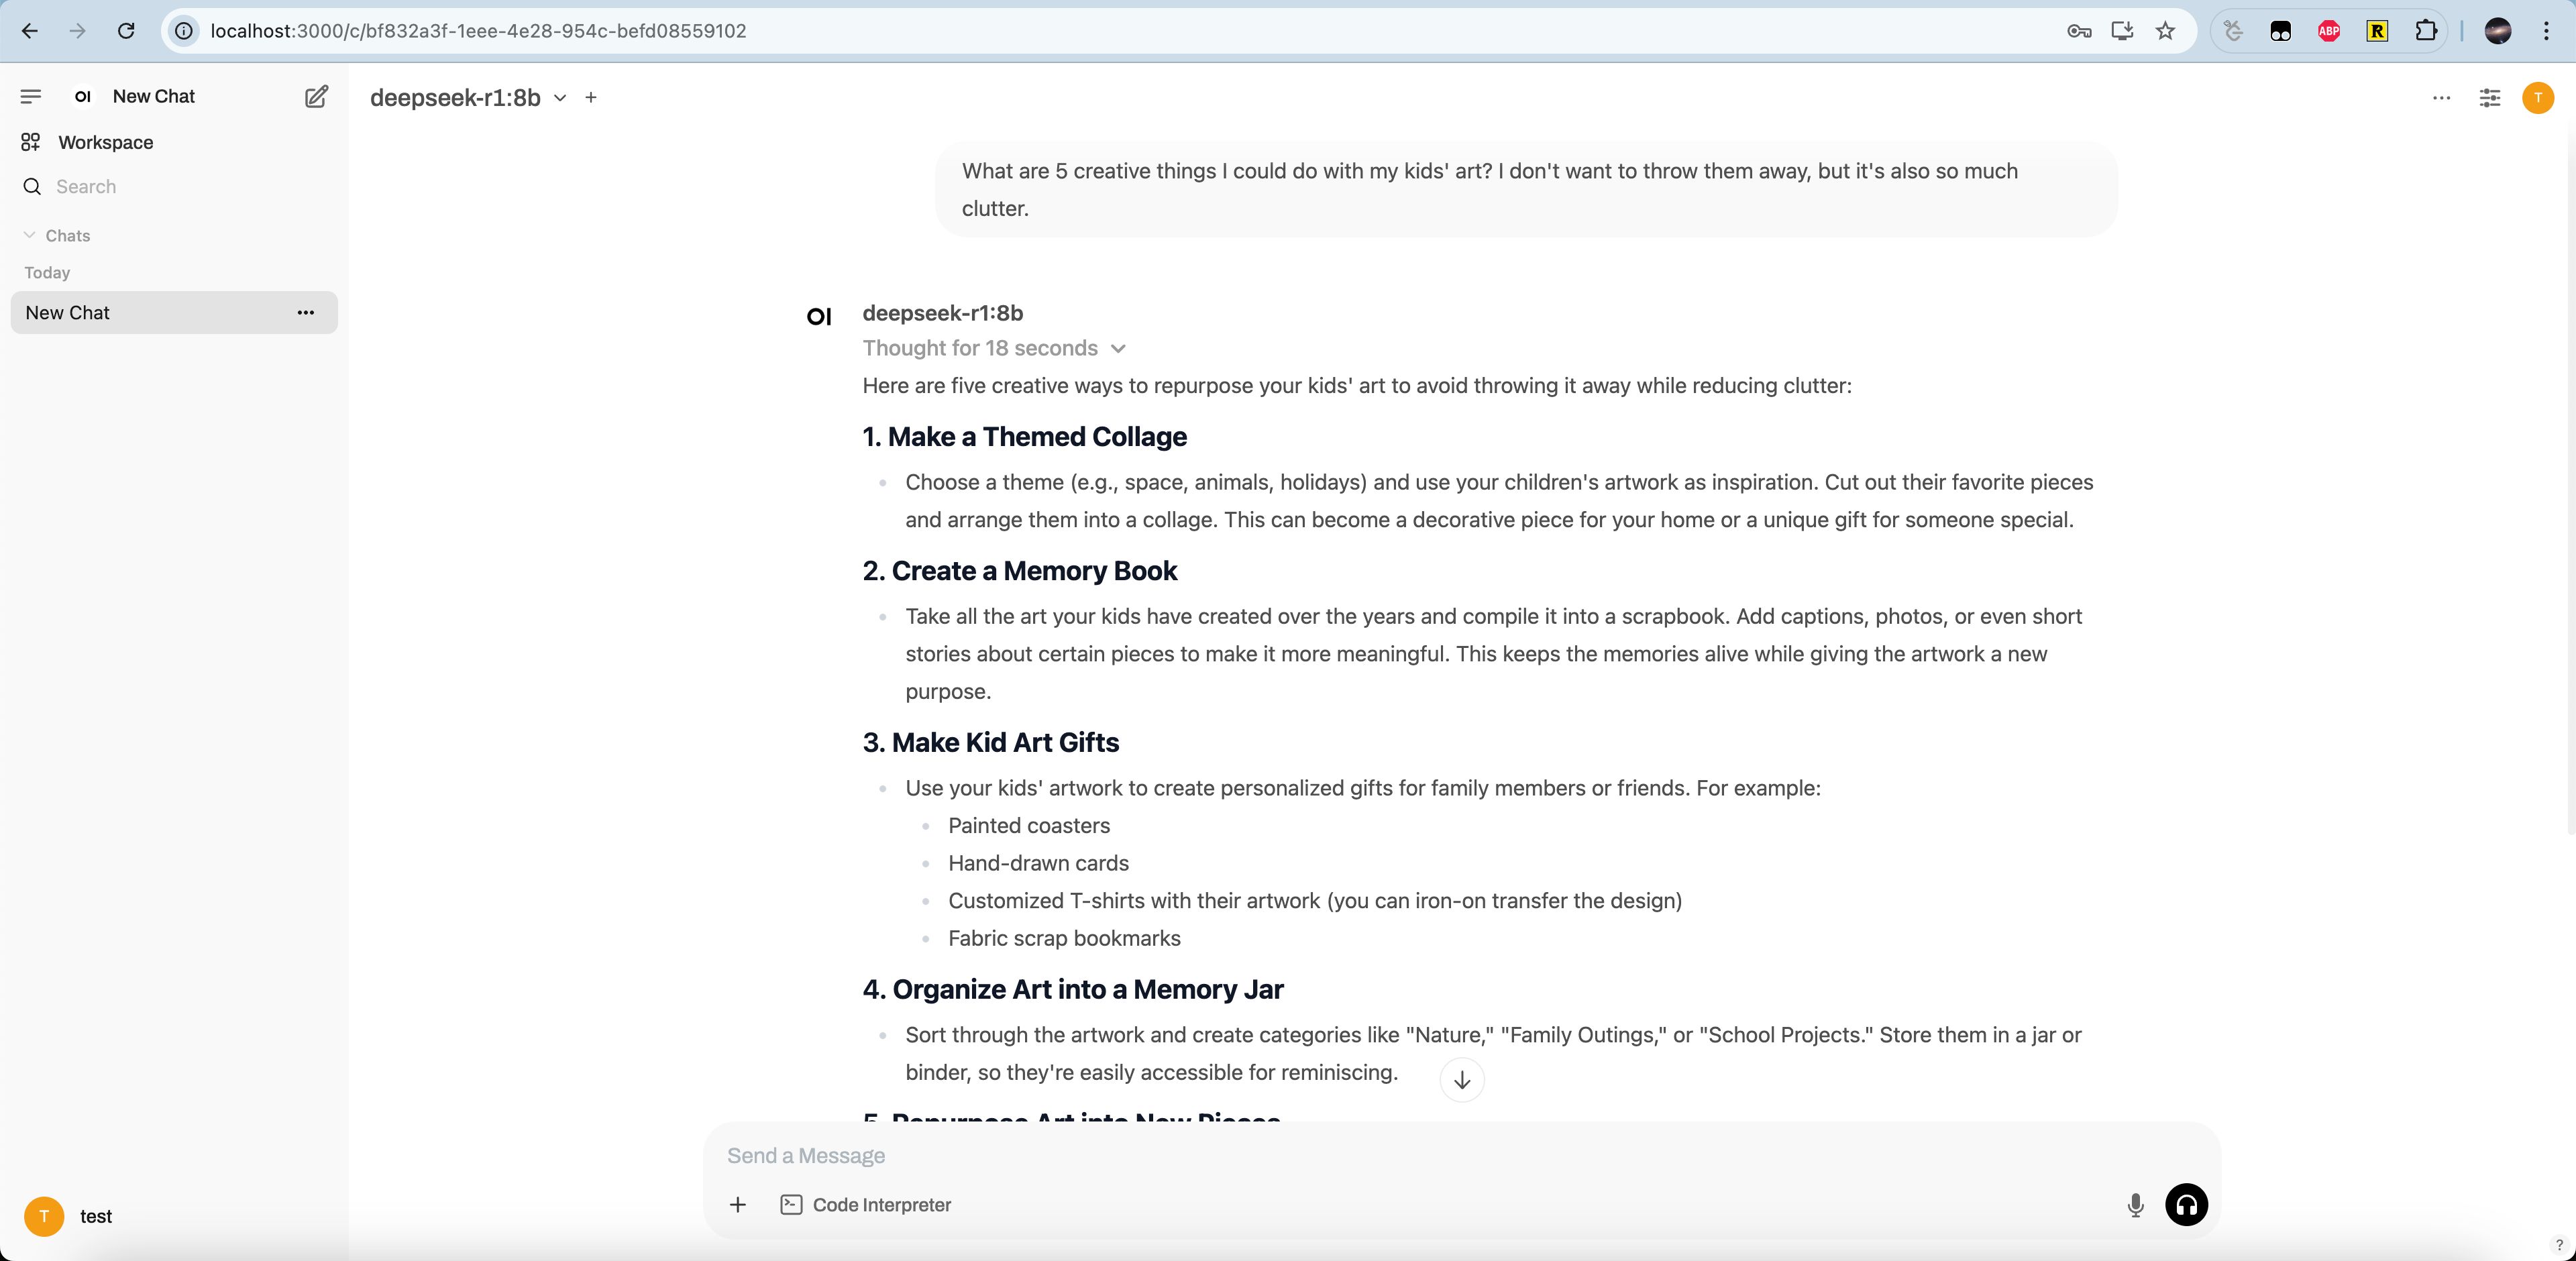 localhost:3000/c/bf832a3f-1eee-4e28-954c-befd08559102
ABP
R
OI New Chat
Workspace
Search
Chats
Today
New Chat
deepseek-r1:8b
T
What are 5 creative things I could do with my kids' art? I don't want to throw them away, but it's also so much
clutter.
OI deepseek-r1:8b
Thought for 18 seconds
Here are five creative ways to repurpose your kids' art to avoid throwing it away while reducing clutter:
1. Make a Themed Collage
Choose a theme (e.g., space, animals, holidays) and use your children's artwork as inspiration. Cut out their favorite pieces
and arrange them into a collage. This can become a decorative piece for your home or a unique gift for someone special.
2. Create a Memory Book
Take all the art your kids have created over the years and compile it into a scrapbook. Add captions, photos, or even short
stories about certain pieces to make it more meaningful. This keeps the memories alive while giving the artwork a new
purpose.
3. Make Kid Art Gifts
Use your kids' artwork to create personalized gifts for family members or friends. For example:
Painted coasters
Hand-drawn cards
Customized T-shirts with their artwork (you can iron-on transfer the design)
Fabric scrap bookmarks
4. Organize Art into a Memory Jar
Sort through the artwork and create categories like "Nature," "Family Outings," or "School Projects." Store them in a jar or
binder, so they're easily accessible for reminiscing.
5. Repurpose Art into New Pieces
Send a Message
Code Interpreter
T test
?